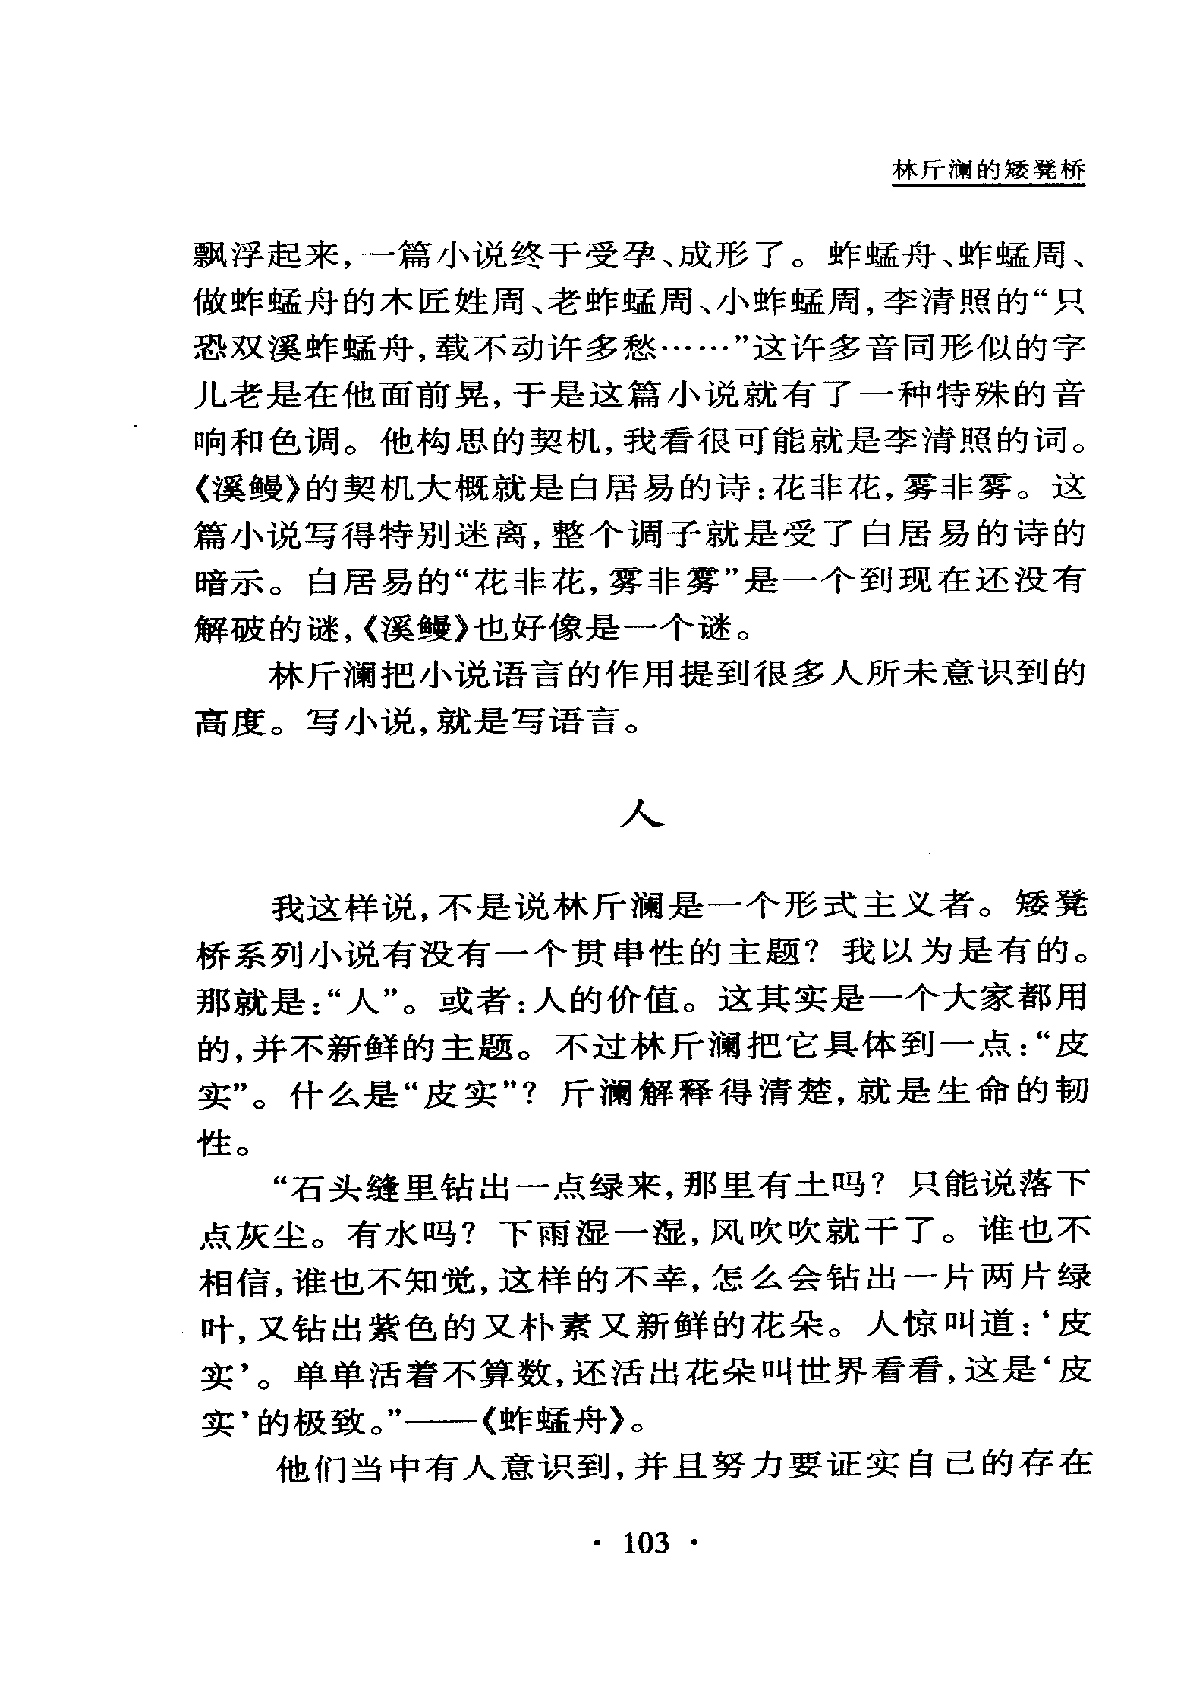 林斤澜的矮凳桥
飘浮起来,一篇小说终于受孕、成形了。蚱蜢舟、蚱蜢周、
做蚱蜢舟的木匠姓周、老蚱蜢周、小蚱蜢周,李清照的“只
恐双溪蚱蜢舟,载不动许多愁……”这许多音同形似的字
儿老是在他面前晃,于是这篇小说就有了一种特殊的音
响和色调。他构思的契机,我看很可能就是李清照的词。
《溪鳗》的契机大概就是白居易的诗:花非花,雾非雾。这
篇小说写得特别迷离,整个调子就是受了白居易的诗的
暗示。白居易的“花非花,雾非雾”是一个到现在还没有
解破的谜,《溪鳗》也好像是一个谜。
林斤澜把小说语言的作用提到很多人所未意识到的
高度。写小说,就是写语言。
人
我这样说,不是说林斤澜是一个形式主义者。矮凳
桥系列小说有没有一个贯串性的主题?我以为是有的。
那就是:“人”。或者:人的价值。这其实是一个大家都用
的,并不新鲜的主题。不过林斤澜把它具体到一点:“皮
实”。什么是“皮实”?斤澜解释得清楚,就是生命的韧
性。
“石头缝里钻出一点绿来,那里有土吗?只能说落下
点灰尘。有水吗?下雨湿一湿,风吹吹就干了。谁也不
相信,谁也不知觉,这样的不幸,怎么会钻出一片两片绿
叶,又钻出紫色的又朴素又新鲜的花朵。人惊叫道:‘皮
实’。单单活着不算数,还活出花朵叫世界看看,这是‘皮
实’的极致。”——《蚱蜢舟》。
他们当中有人意识到,并且努力要证实自己的存在
· 103 ·